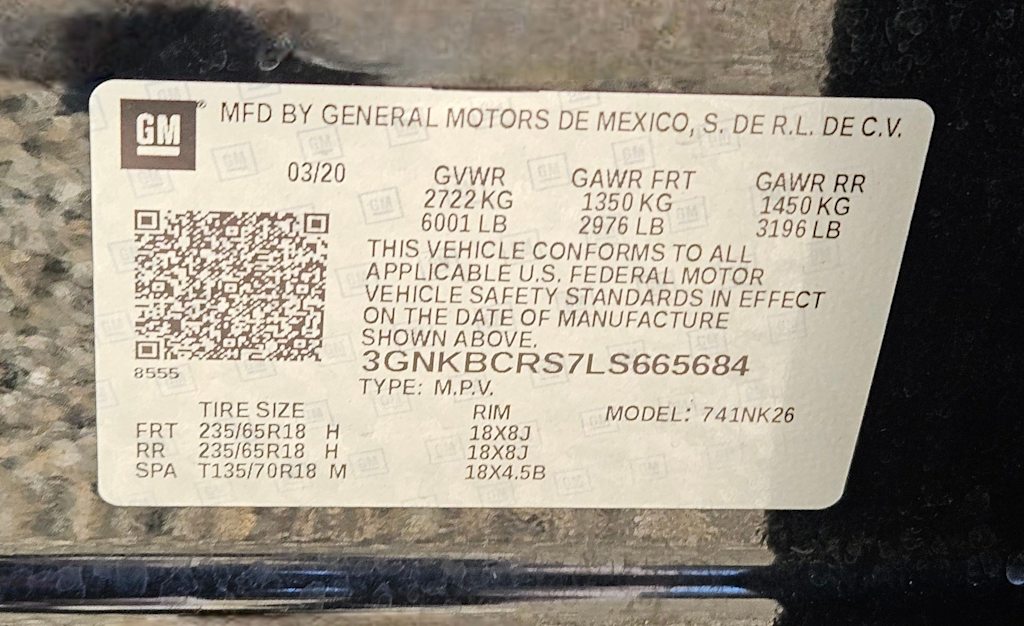 GM ® MFD BY GENERAL MOTORS DE MEXICO, S. DE R.L. DE C.V.
03/20 GVWR GAWR FRT GAWR RR
2722 KG 1350 KG 1450 KG
6001 LB 2976 LB 3196 LB
THIS VEHICLE CONFORMS TO ALL
APPLICABLE U.S. FEDERAL MOTOR
VEHICLE SAFETY STANDARDS IN EFFECT
ON THE DATE OF MANUFACTURE
SHOWN ABOVE.
3GNKBCRS7LS665684
8555
TYPE: M.P.V.
TIRE SIZE RIM MODEL: 741NK26
FRT 235/65R18 H 18X8J
RR 235/65R18 H 18X8J
SPA T135/70R18 M 18X4.5B